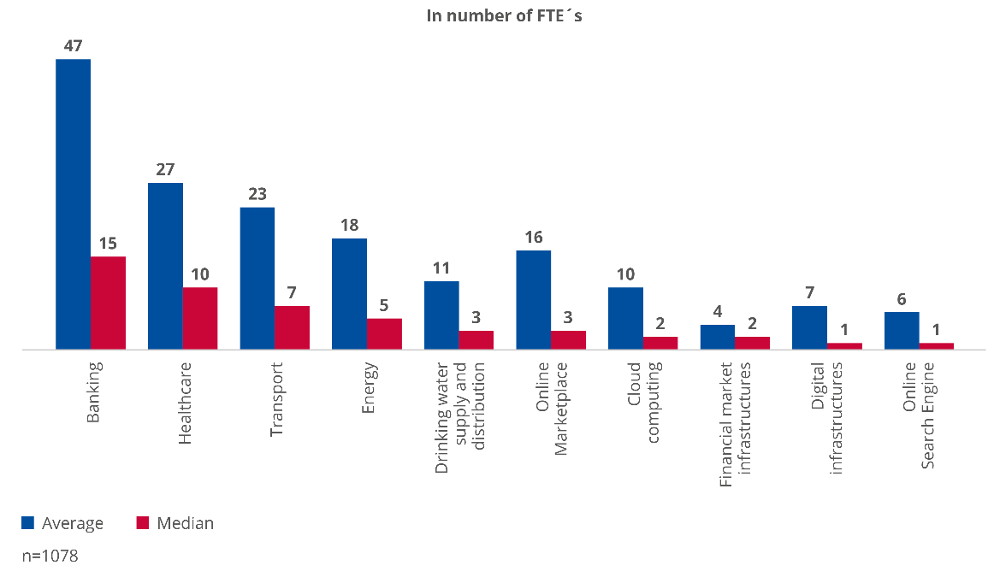 In number of FTE´s
47
15
27
10
23
7
18
5
11
3
16
3
10
2
4
2
7
1
6
1
Banking
Healthcare
Transport
Energy
Drinking water
supply and
distribution
Online
Marketplace
Cloud
computing
Financial market
infrastructures
Digital
infrastructures
Online
Search Engine
Average
Median
n=1078